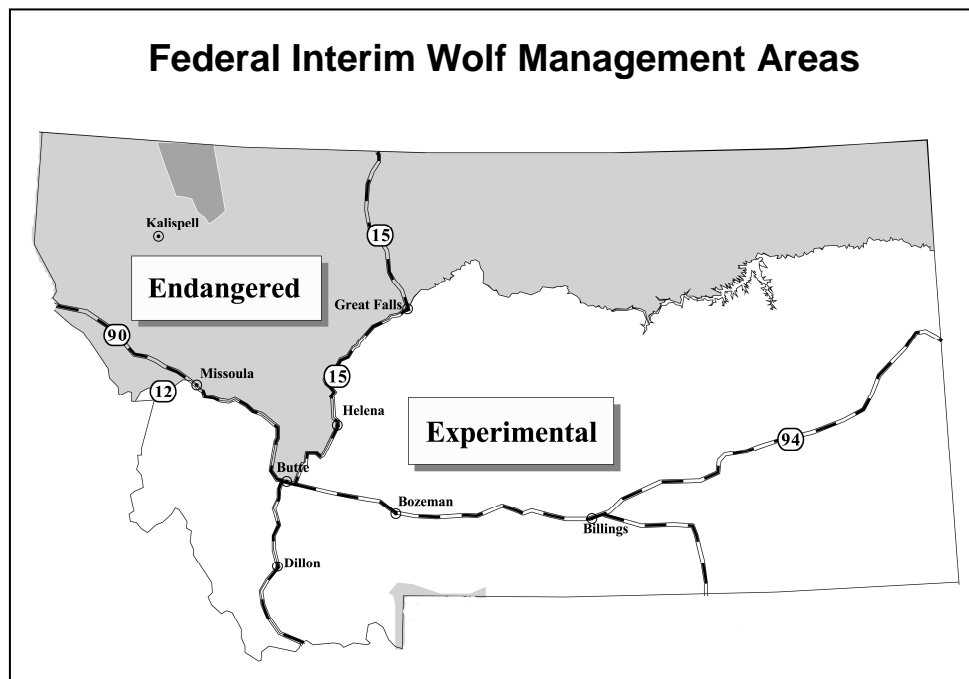 Federal Interim Wolf Management Areas
Kalispell
15
Endangered
Great Falls
90
Missoula
15
12
Helena
Experimental
94
Butte
Bozeman
Billings
Dillon